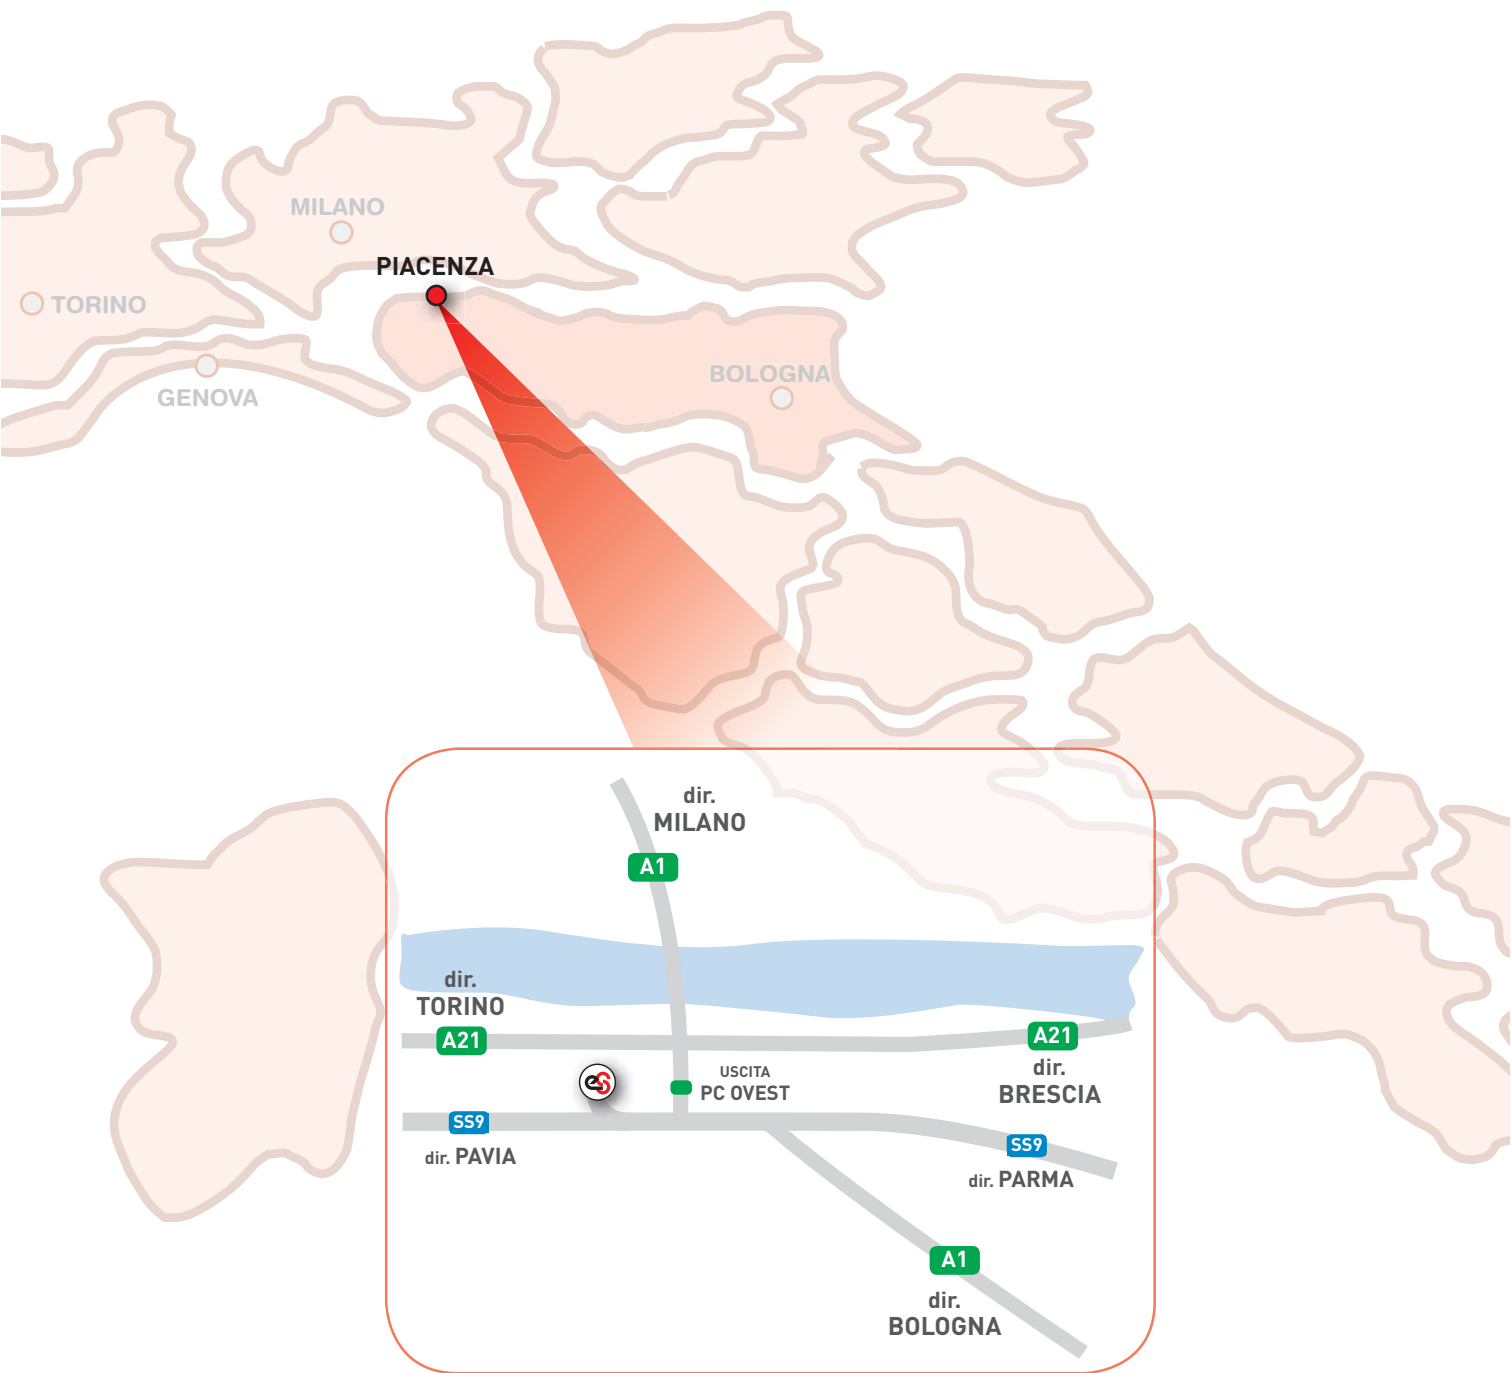 MILANO
PIACENZA
TORINO
BOLOGNA
GENOVA
dir.
MILANO
A1
dir.
TORINO
A21
A21
dir.
BRESCIA
USCITA
PC OVEST
eS
SS9
dir. PAVIA
SS9
dir. PARMA
A1
dir.
BOLOGNA